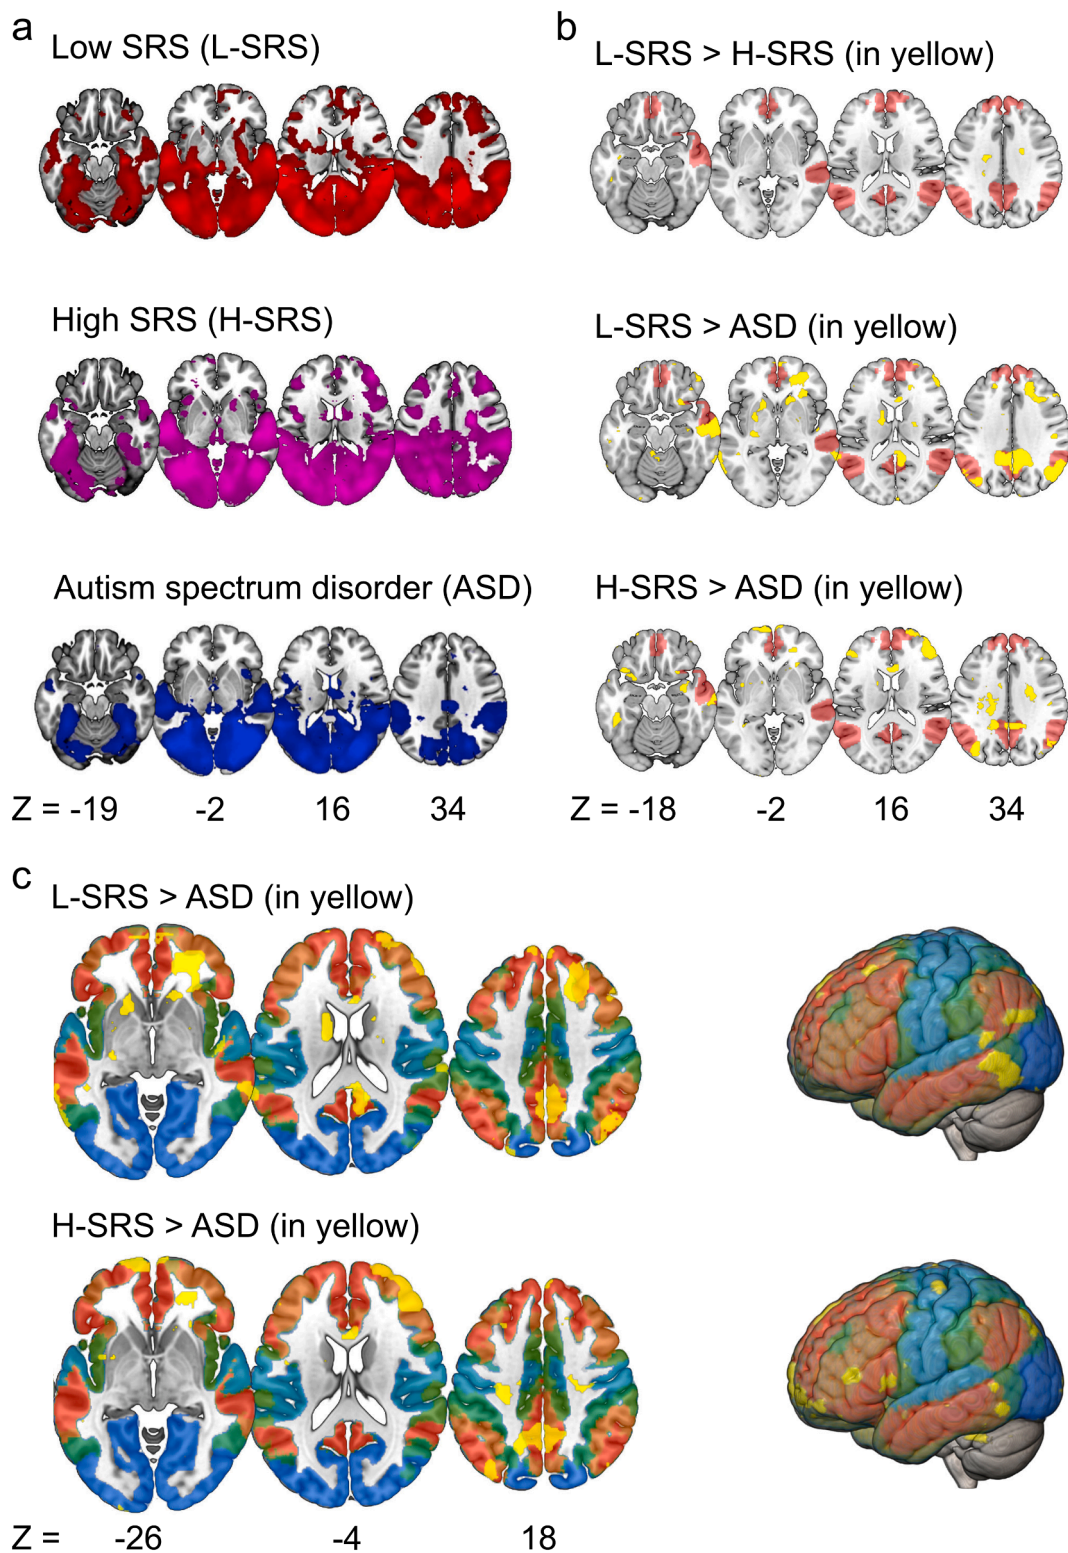 a
Low SRS (L-SRS)
High SRS (H-SRS)
Autism spectrum disorder (ASD)
Z = -19 -2 16 34
b
L-SRS > H-SRS (in yellow)
L-SRS > ASD (in yellow)
H-SRS > ASD (in yellow)
Z = -18 -2 16 34
c
L-SRS > ASD (in yellow)
H-SRS > ASD (in yellow)
Z = -26 -4 18